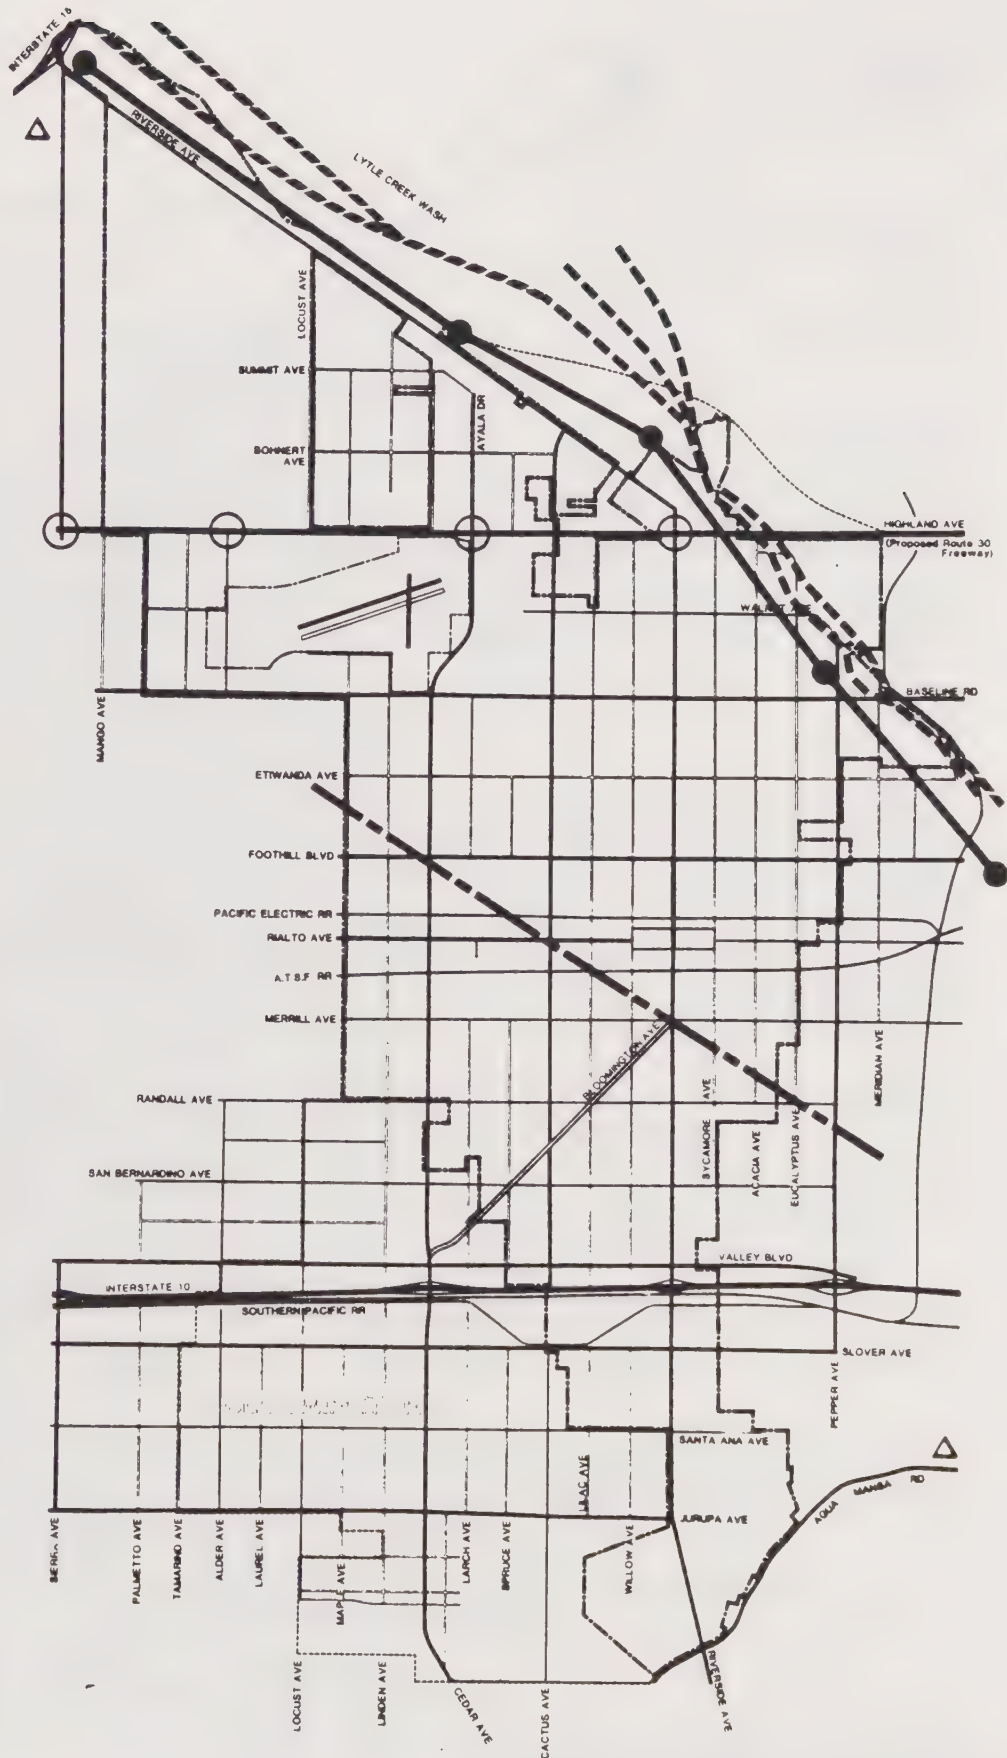 INTERSTATE 15
RIVERSIDE AVE
LYTLE CREEK WASH
LOCUST AVE
SUMMIT AVE
AYALA DR
BOHNERT
AVE
HIGHLAND AVE
(Proposed Route 30
Freeway)
WALNUT AVE
BASELINE RD
MANGO AVE
ETIWANDA AVE
FOOTHILL BLVD
PACIFIC ELECTRIC RR
RIALTO AVE
A.T.S.F RR
MERRILL AVE
BLOOMINGTON AVE
MERIDIAN AVE
RANDALL AVE
SYCAMORE AVE
ACACIA AVE
EUCALYPTUS AVE
SAN BERNARDINO AVE
VALLEY BLVD
INTERSTATE 10
SOUTHERN PACIFIC RR
SLOVER AVE
PEPPER AVE
SANTA ANA AVE
LILAC AVE
AGUA MANSA RD
JURUPA AVE
SIERRA AVE
PALMETTO AVE
TAMARIND AVE
ALDER AVE
LAUREL AVE
MAPLE AVE
LARCH AVE
SPRUCE AVE
WILLOW AVE
LOCUST AVE
LINDEN AVE
CEDAR AVE
CACTUS AVE
RIVERSIDE AVE